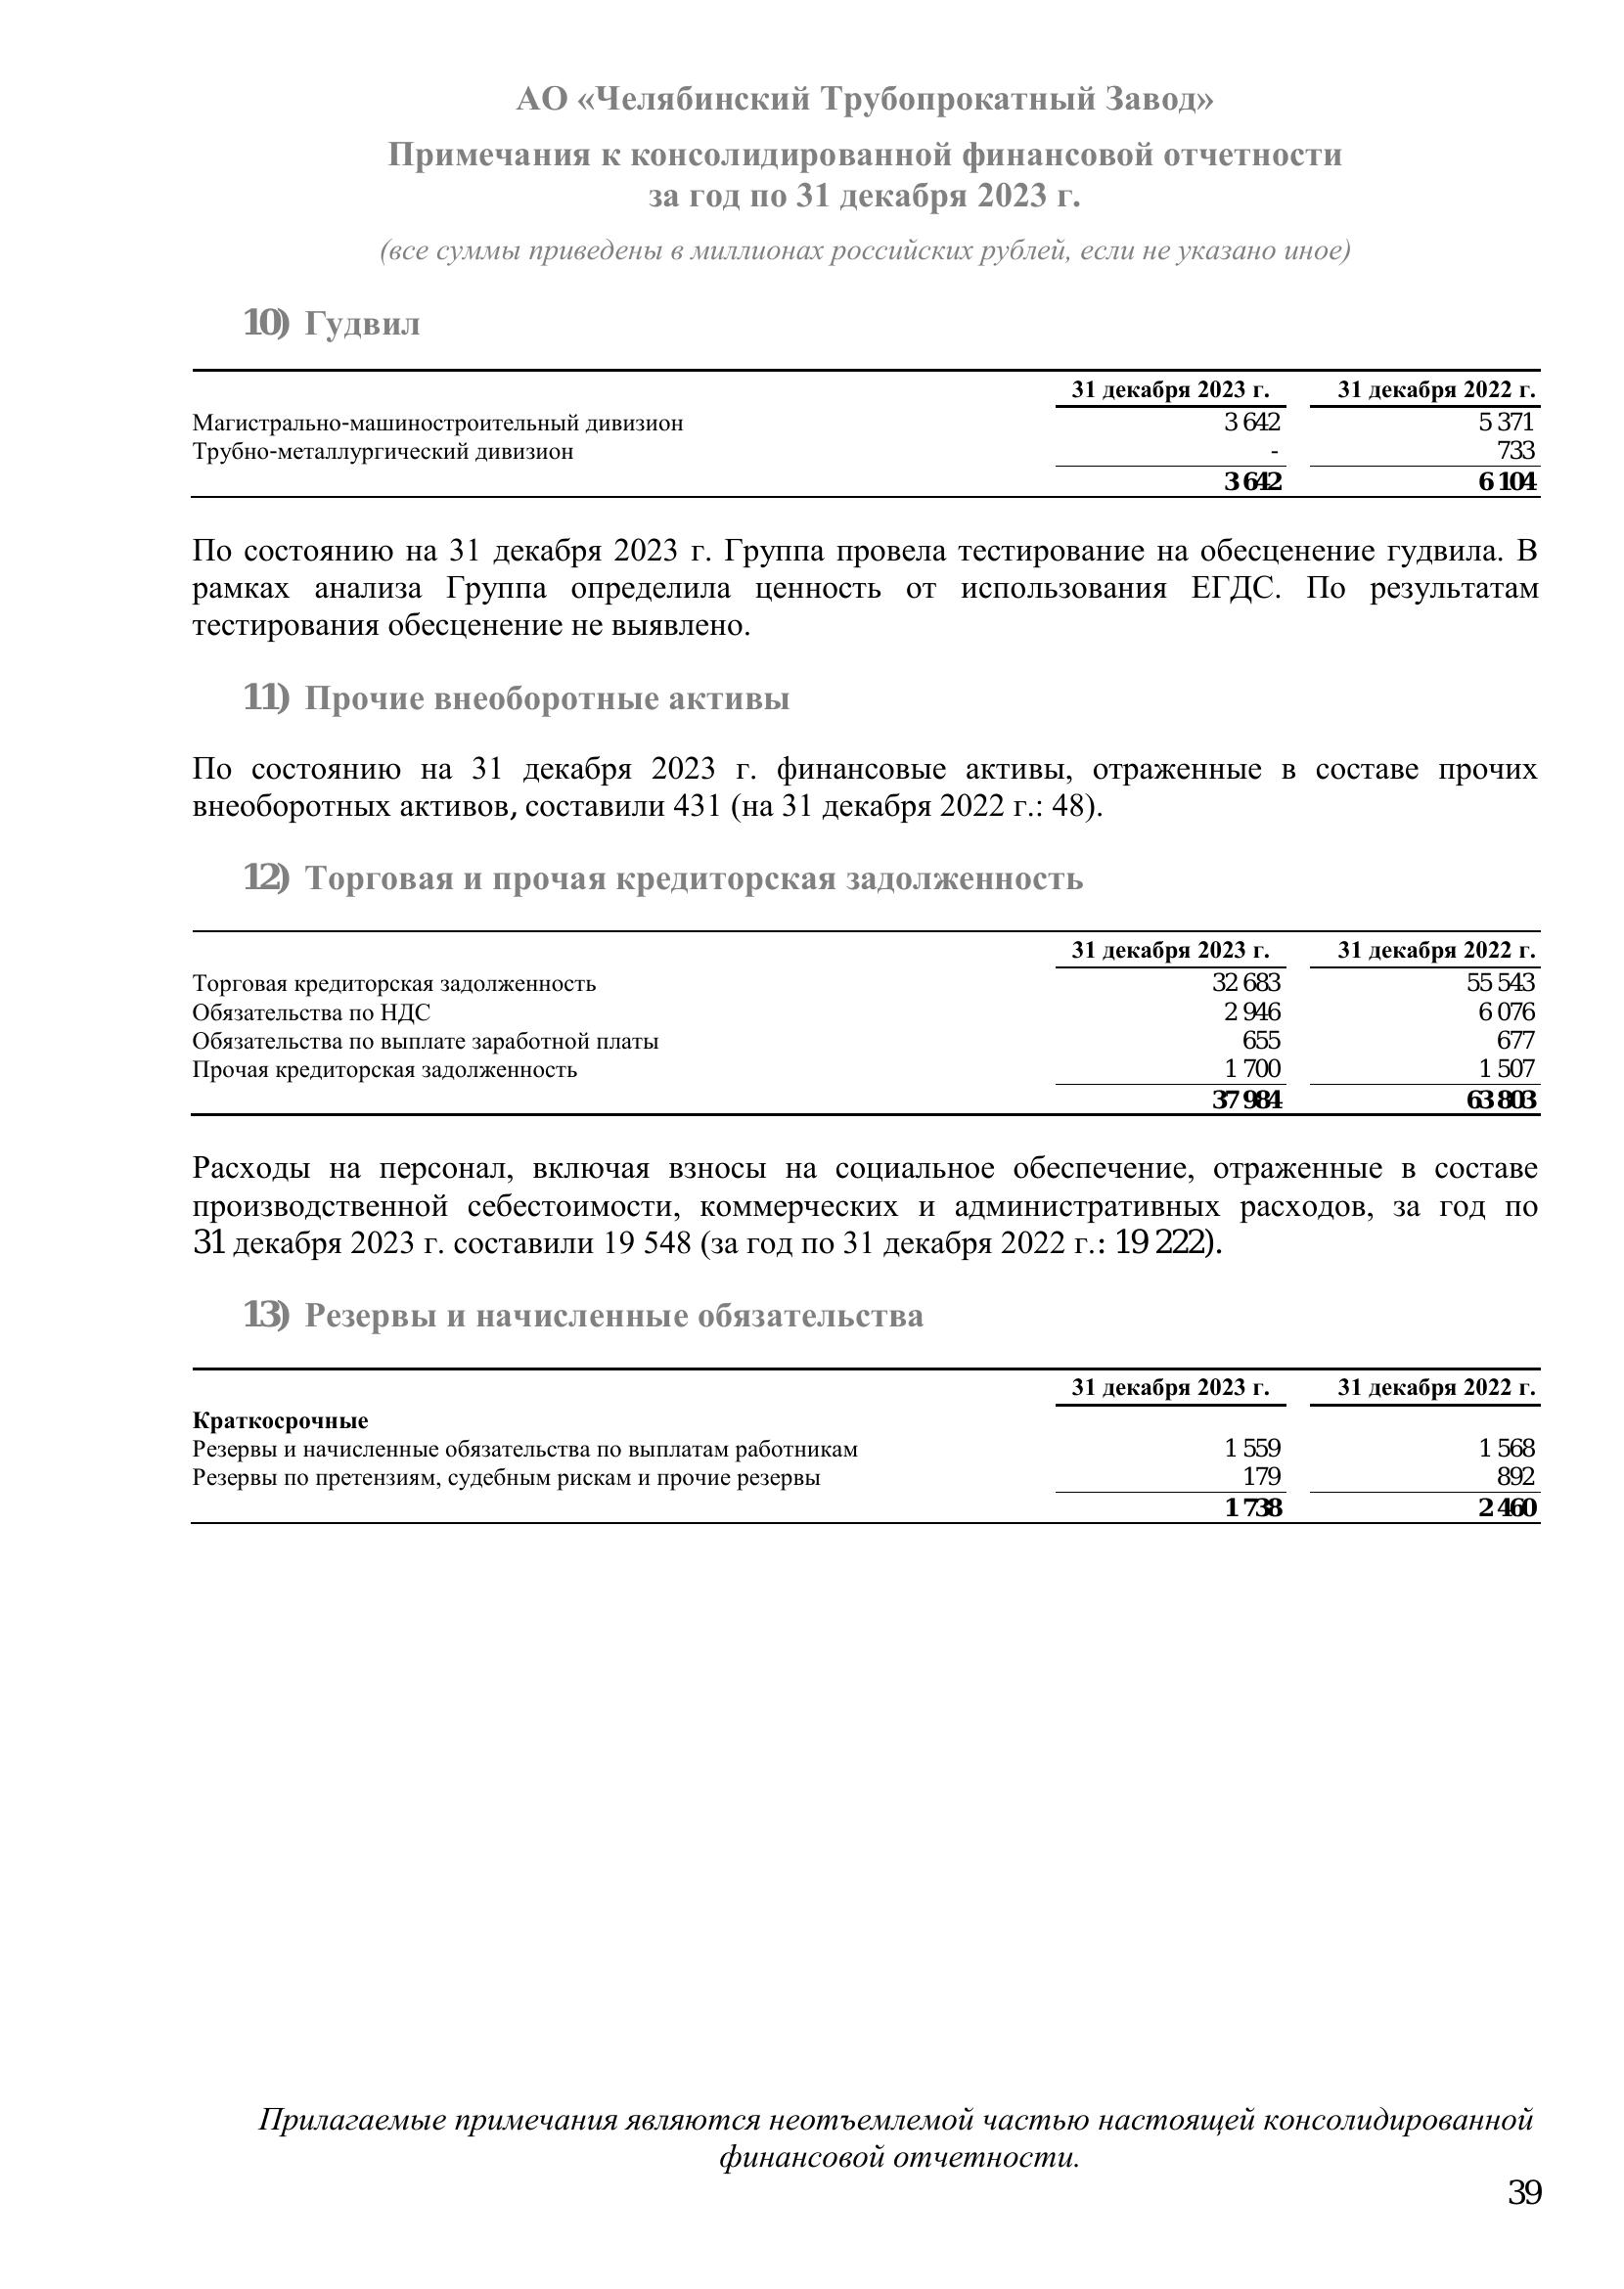 АО «Челябинский Трубопрокатный Завод»
Примечания к консолидированной финансовой отчетности
за год по 31 декабря 2023 г.
(все суммы приведены в миллионах российских рублей, если не указано иное)
10) Гудвил
31 декабря 2023 г. 31 декабря 2022 г.
Магистрально-машиностроительный дивизион 3 642 5 371
Трубно-металлургический дивизион - 733
3 642 6 104
По состоянию на 31 декабря 2023 г. Группа провела тестирование на обесценение гудвила. В
рамках анализа Группа определила ценность от использования ЕГДС. По результатам
тестирования обесценение не выявлено.
11) Прочие внеоборотные активы
По состоянию на 31 декабря 2023 г. финансовые активы, отраженные в составе прочих
внеоборотных активов, составили 431 (на 31 декабря 2022 г.: 48).
12) Торговая и прочая кредиторская задолженность
31 декабря 2023 г. 31 декабря 2022 г.
Торговая кредиторская задолженность 32 683 55 543
Обязательства по НДС 2 946 6 076
Обязательства по выплате заработной платы 655 677
Прочая кредиторская задолженность 1 700 1 507
37 984 63 803
Расходы на персонал, включая взносы на социальное обеспечение, отраженные в составе
производственной себестоимости, коммерческих и административных расходов, за год по
31 декабря 2023 г. составили 19 548 (за год по 31 декабря 2022 г.: 19 222).
13) Резервы и начисленные обязательства
31 декабря 2023 г. 31 декабря 2022 г.
Краткосрочные
Резервы и начисленные обязательства по выплатам работникам 1 559 1 568
Резервы по претензиям, судебным рискам и прочие резервы 179 892
1 738 2 460
Прилагаемые примечания являются неотъемлемой частью настоящей консолидированной
финансовой отчетности.
39